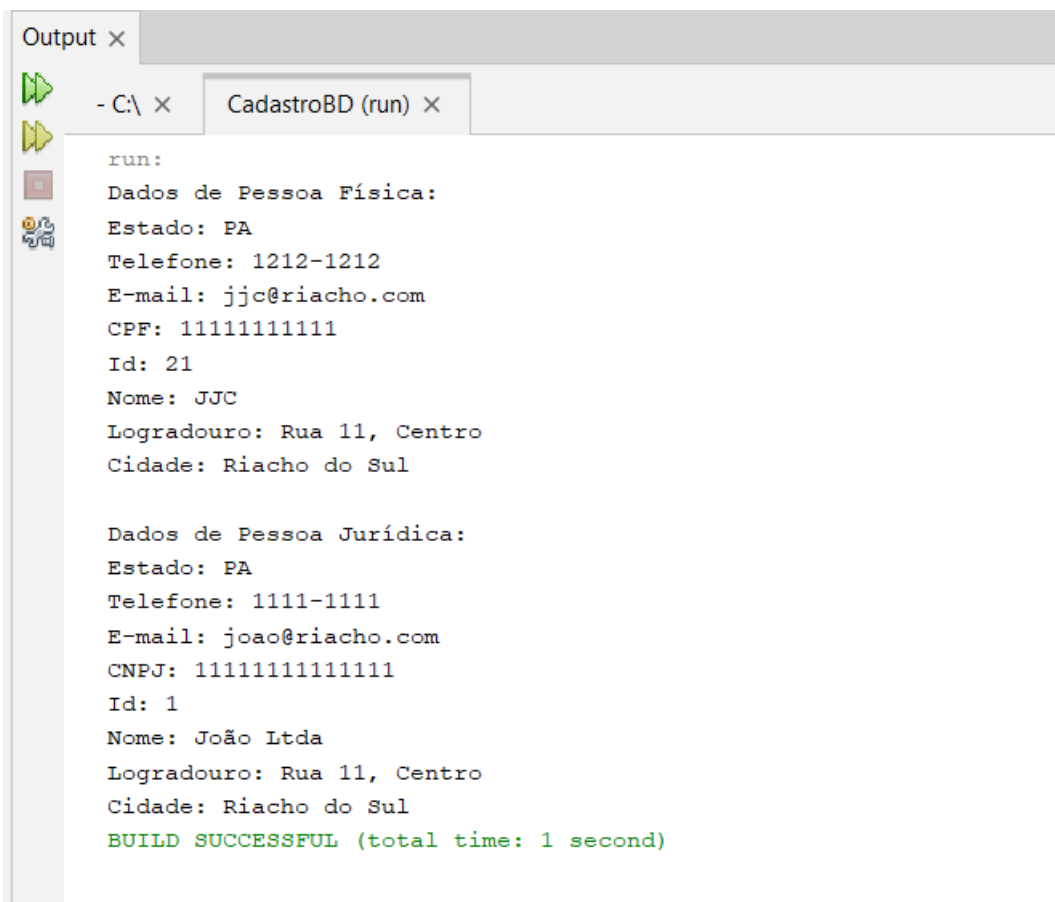 Output
- C:\ CadastroBD (run)
run:
Dados de Pessoa Física:
Estado: PA
Telefone: 1212-1212
E-mail: jjc@riacho.com
CPF: 11111111111
Id: 21
Nome: JJC
Logradouro: Rua 11, Centro
Cidade: Riacho do Sul

Dados de Pessoa Jurídica:
Estado: PA
Telefone: 1111-1111
E-mail: joao@riacho.com
CNPJ: 11111111111111
Id: 1
Nome: João Ltda
Logradouro: Rua 11, Centro
Cidade: Riacho do Sul
BUILD SUCCESSFUL (total time: 1 second)